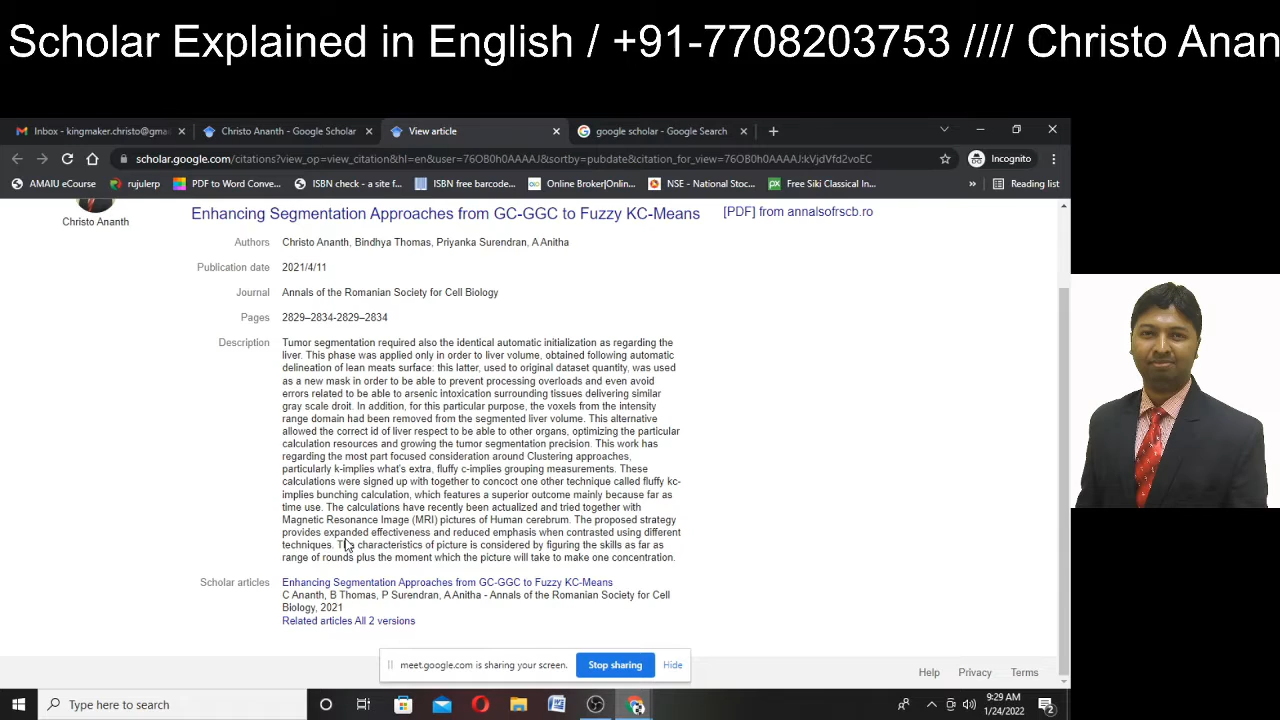 Scholar Explained in English / +91-7708203753 //// Christo Anan
Inbox - kingmaker.christo@gma
Christo Ananth - Google Scholar
View article
google scholar - Google Search
scholar.google.com/citations?view_op=view_citation&hl=en&user=76OB0h0AAAAJ&sortby=pubdate&citation_for_view=76OB0h0AAAAJ:kVjdVfd2voEC
Incognito
AMAIU eCourse
rujulerp
PDF to Word Conve...
ISBN check - a site f...
ISBN free barcode...
Online Broker|Onlin...
NSE - National Stoc...
Free Siki Classical In...
»
Reading list
Christo Ananth
Enhancing Segmentation Approaches from GC-GGC to Fuzzy KC-Means
[PDF] from annalsofrscb.ro
Authors Christo Ananth, Bindhya Thomas, Priyanka Surendran, A Anitha
Publication date 2021/4/11
Journal Annals of the Romanian Society for Cell Biology
Pages 2829–2834-2829–2834
Description Tumor segmentation required also the identical automatic initialization as regarding the
liver. This phase was applied only in order to liver volume, obtained following automatic
delineation of lean meats surface: this latter, used to original dataset quantity, was used
as a new mask in order to be able to prevent processing overloads and even avoid
errors related to be able to arsenic intoxication surrounding tissues delivering similar
gray scale droit. In addition, for this particular purpose, the voxels from the intensity
range domain had been removed from the segmented liver volume. This alternative
allowed the correct id of liver respect to be able to other organs, optimizing the particular
calculation resources and growing the tumor segmentation precision. This work has
regarding the most part focused consideration around Clustering approaches,
particularly k-implies what's extra, fluffy c-implies grouping measurements. These
calculations were signed up with together to concoct one other technique called fluffy kc-
implies bunching calculation, which features a superior outcome mainly because far as
time use. The calculations have recently been actualized and tried together with
Magnetic Resonance Image (MRI) pictures of Human cerebrum. The proposed strategy
provides expanded effectiveness and reduced emphasis when contrasted using different
techniques. The characteristics of picture is considered by figuring the skills as far as
range of rounds plus the moment which the picture will take to make one concentration.
Scholar articles Enhancing Segmentation Approaches from GC-GGC to Fuzzy KC-Means
C Ananth, B Thomas, P Surendran, A Anitha - Annals of the Romanian Society for Cell
Biology, 2021
Related articles All 2 versions
meet.google.com is sharing your screen.
Stop sharing
Hide
Help
Privacy
Terms
Type here to search
9:29 AM
1/24/2022
2